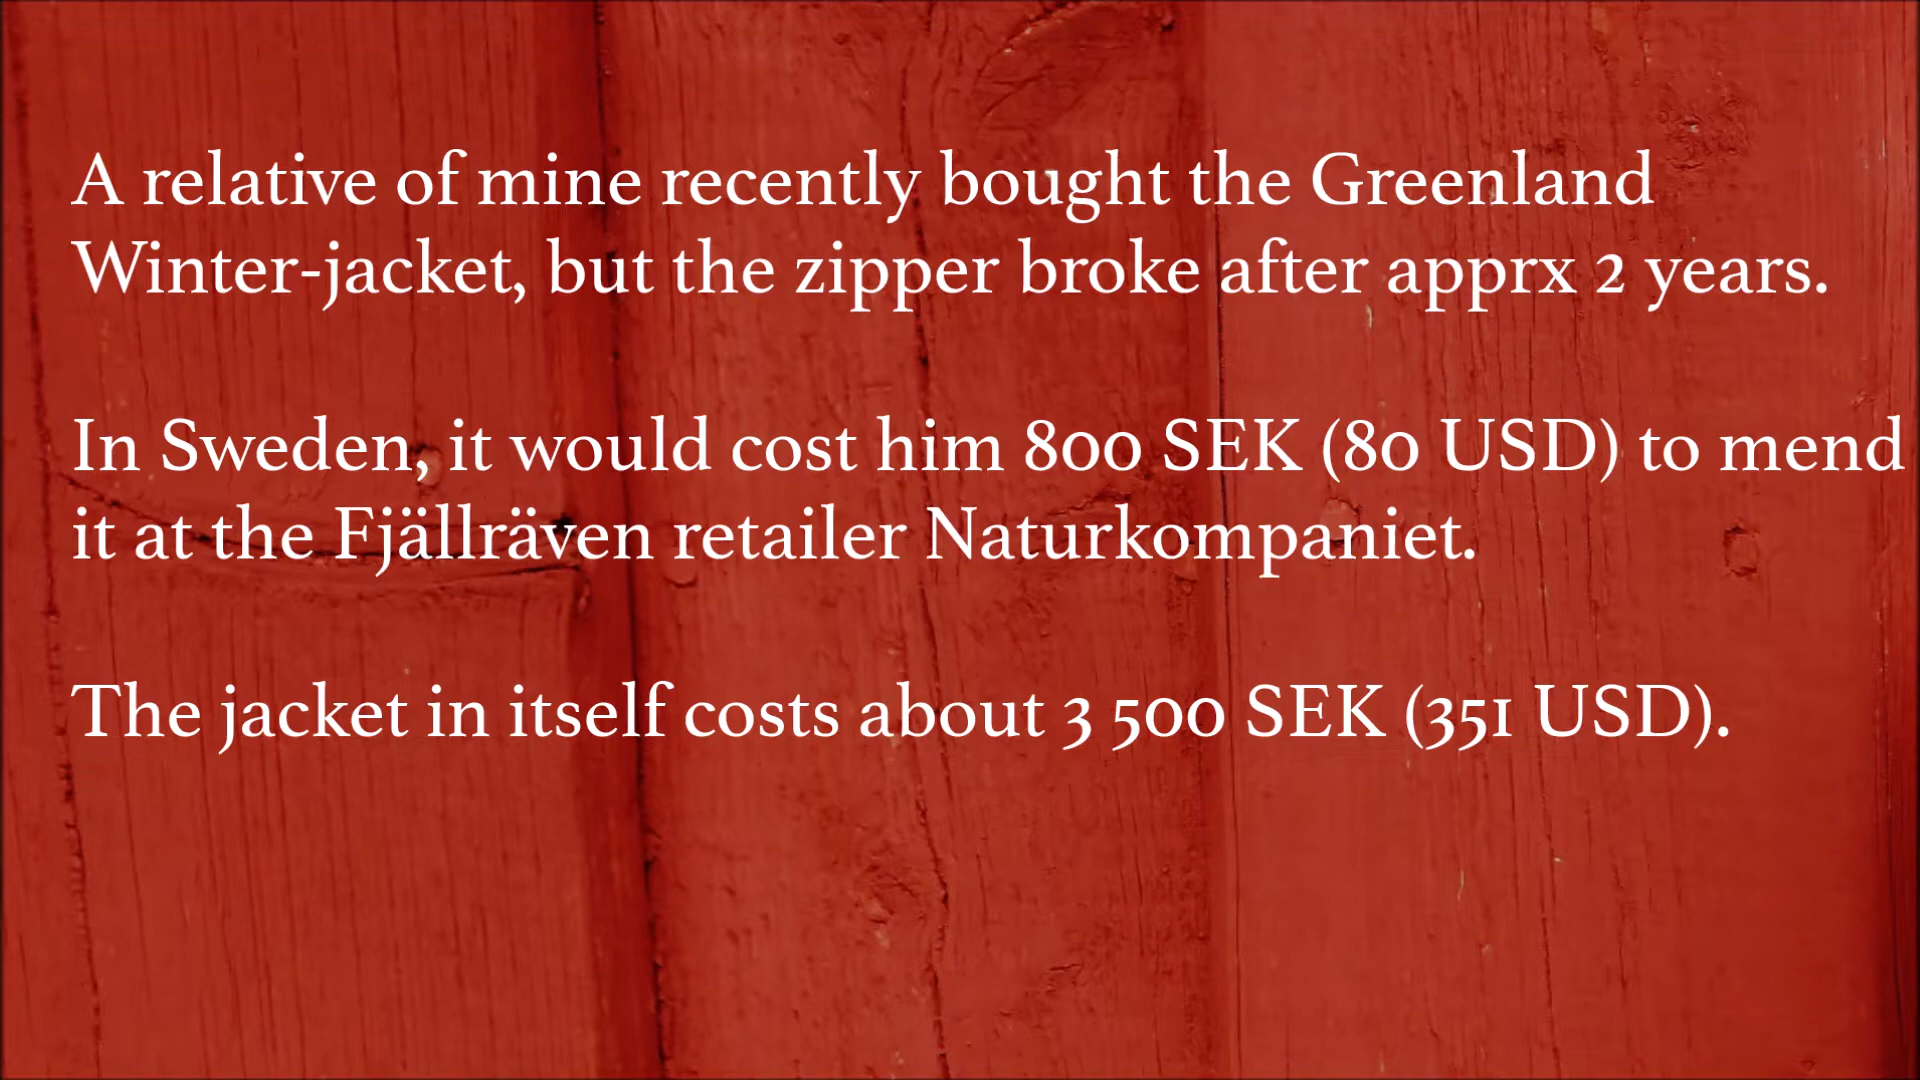 A relative of mine recently bought the Greenland
Winter-jacket, but the zipper broke after apprx 2 years.
In Sweden, it would cost him 800 SEK (80 USD) to mend
it at the Fjällräven retailer Naturkompaniet.
The jacket in itself costs about 3 500 SEK (351 USD).